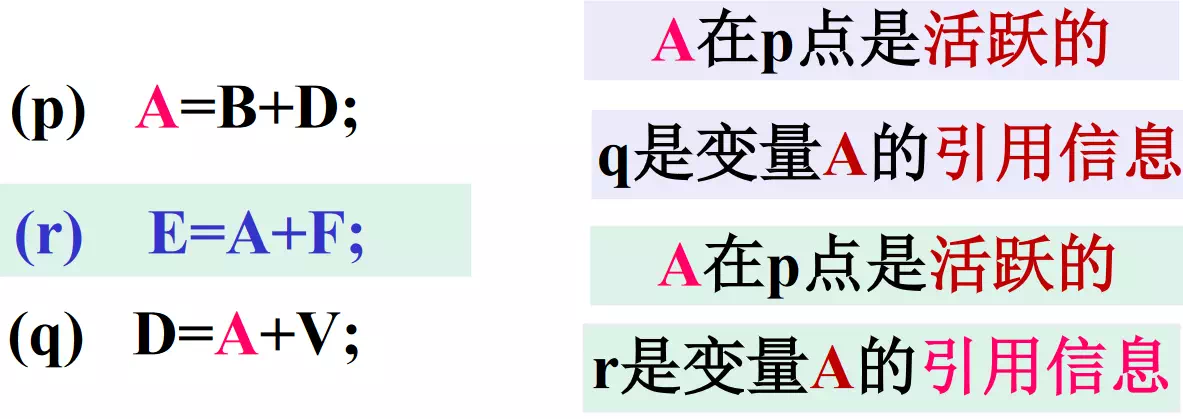 (p) A=B+D;
(r) E=A+F;
(q) D=A+V;
A在p点是活跃的
q是变量A的引用信息
A在p点是活跃的
r是变量A的引用信息